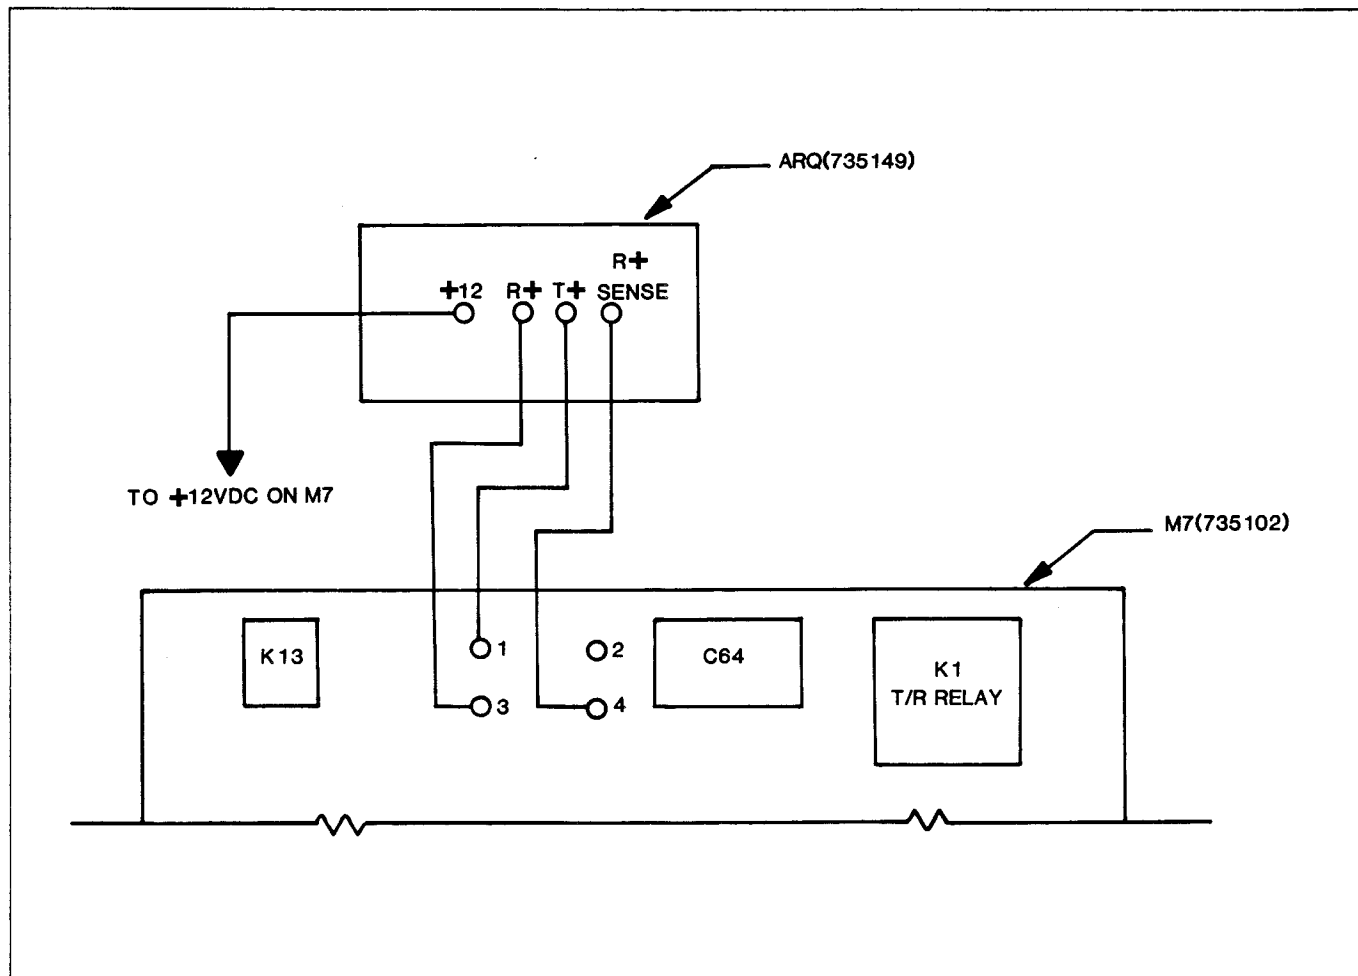 ARQ(735149)
R+
+12 R+ T+ SENSE
TO +12VDC ON M7
M7(735102)
K13
1
2
C64
K1
T/R RELAY
3
4